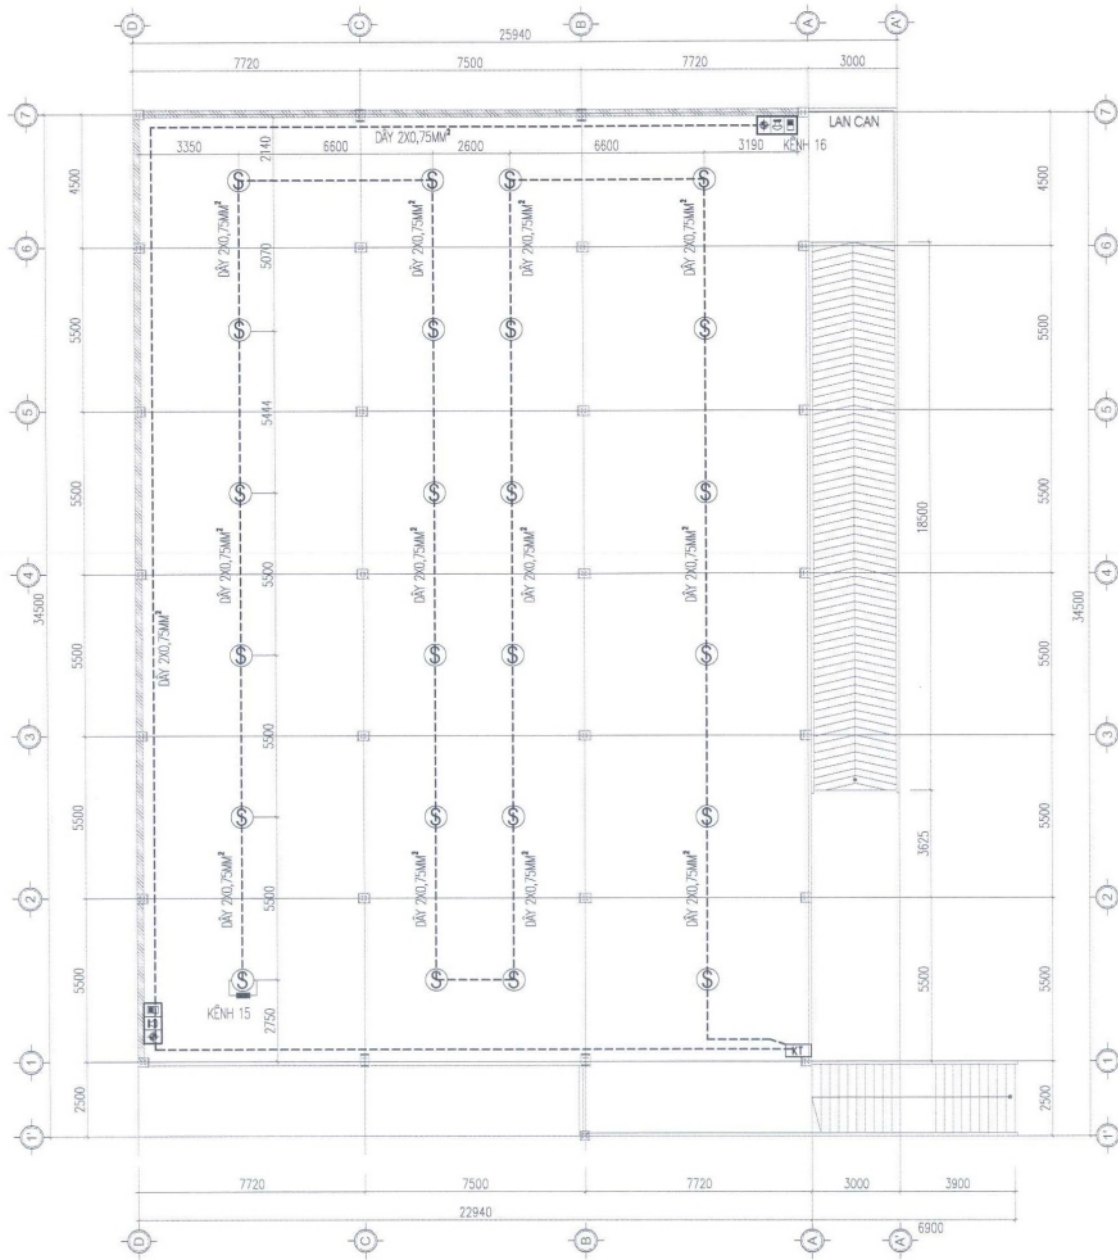 D C B A A'
25940
7720 7500 7720 3000
7 7
DÂY 2X0,75MM²
LAN CAN
KÊNH 16
3350 2140 6600 2600 6600 3190
S S S S
4500 4500
DÂY 2X0,75MM² DÂY 2X0,75MM² DÂY 2X0,75MM² DÂY 2X0,75MM²
6 5070 6
S S S S
5500 5500
5 5444 5
S S S S
5500 18500 5500
DÂY 2X0,75MM² DÂY 2X0,75MM² DÂY 2X0,75MM² DÂY 2X0,75MM²
4 5500 4
34500 34500
DÂY 2X0,75MM²
S S S S
5500 5500
3 5500 3
S S S S
5500 3625 5500
DÂY 2X0,75MM² DÂY 2X0,75MM² DÂY 2X0,75MM² DÂY 2X0,75MM²
2 5500 2
S S S S
5500 5500 5500
KÊNH 15
2750
KT
1 1
2500 2500
1' 1'
7720 7500 7720 3000 3900
22940 6900
D C B A A'